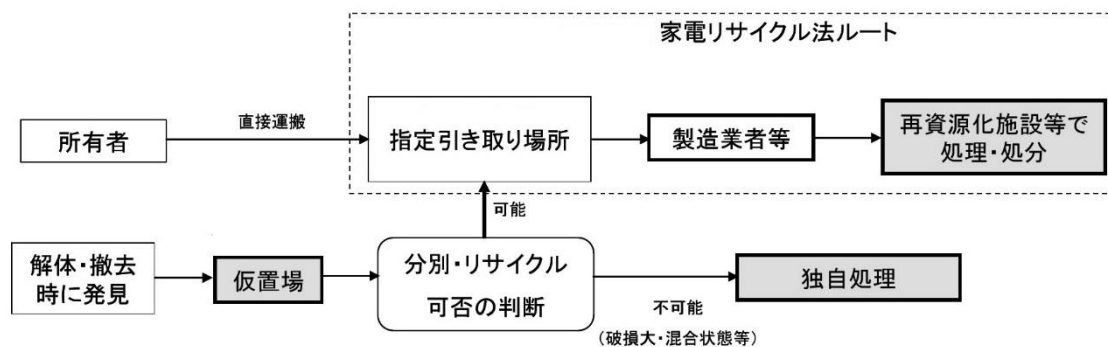 家電リサイクル法ルート
所有者
直接運搬
指定引き取り場所
製造業者等
再資源化施設等で
処理・処分
可能
解体・撤去
時に発見
仮置場
分別・リサイクル
可否の判断
不可能
（破損大・混合状態等）
独自処理